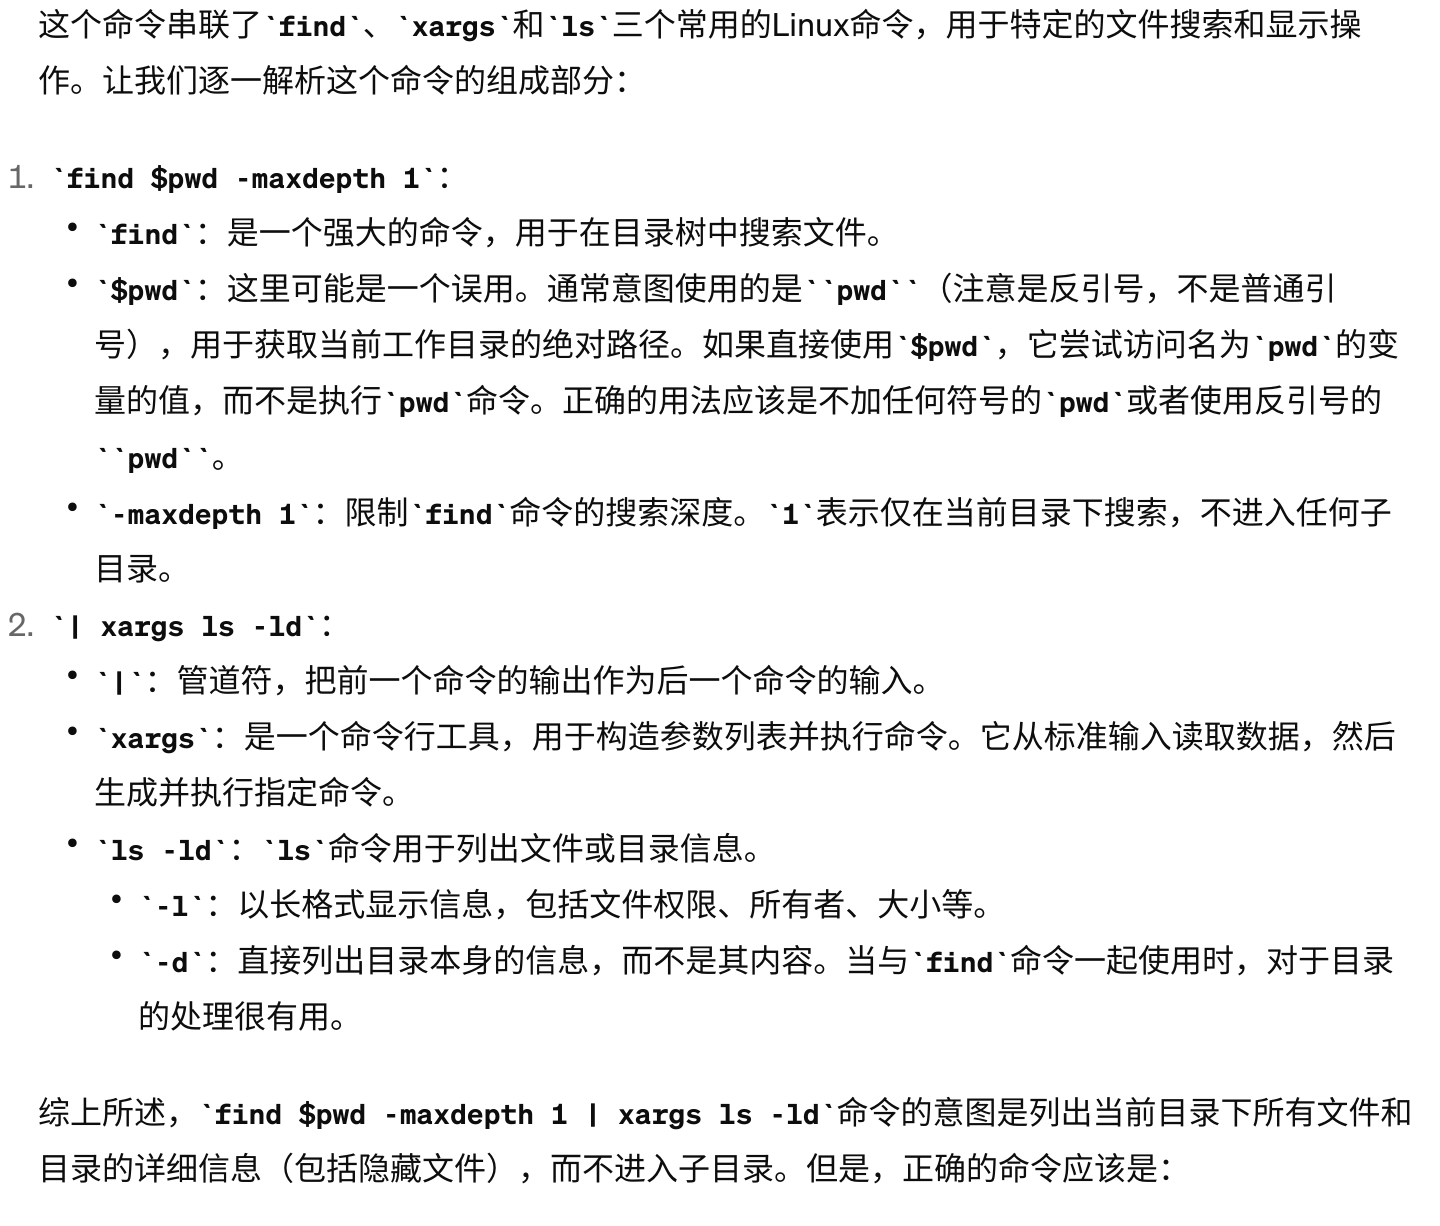 这个命令串联了`find`、`xargs`和`ls`三个常用的Linux命令，用于特定的文件搜索和显示操
作。让我们逐一解析这个命令的组成部分：
1. `find $pwd -maxdepth 1`：
• `find`：是一个强大的命令，用于在目录树中搜索文件。
• `$pwd`：这里可能是一个误用。通常意图使用的是``pwd``（注意是反引号，不是普通引
号），用于获取当前工作目录的绝对路径。如果直接使用`$pwd`，它尝试访问名为`pwd`的变
量的值，而不是执行`pwd`命令。正确的用法应该是不加任何符号的`pwd`或者使用反引号的
``pwd``。
• `-maxdepth 1`：限制`find`命令的搜索深度。`1`表示仅在当前目录下搜索，不进入任何子
目录。
2. `| xargs ls -ld`：
• `|`：管道符，把前一个命令的输出作为后一个命令的输入。
• `xargs`：是一个命令行工具，用于构造参数列表并执行命令。它从标准输入读取数据，然后
生成并执行指定命令。
• `ls -ld`：`ls`命令用于列出文件或目录信息。
• `-l`：以长格式显示信息，包括文件权限、所有者、大小等。
• `-d`：直接列出目录本身的信息，而不是其内容。当与`find`命令一起使用时，对于目录
的处理很有用。
综上所述，`find $pwd -maxdepth 1 | xargs ls -ld`命令的意图是列出当前目录下所有文件和
目录的详细信息（包括隐藏文件），而不进入子目录。但是，正确的命令应该是：